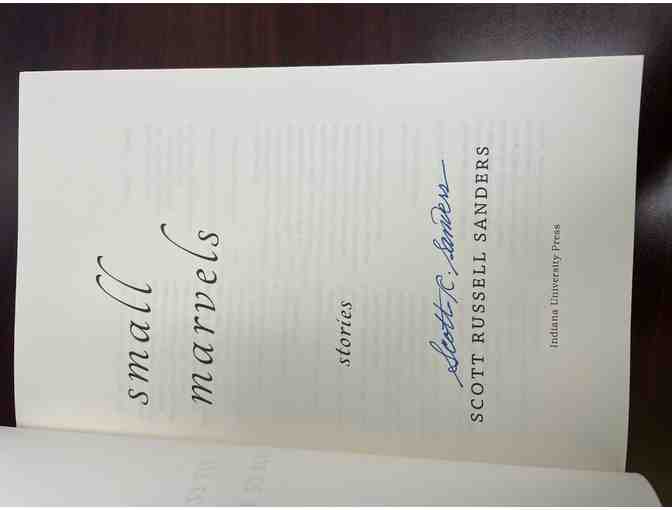 small
marvels
stories
Scott R. Sanders
SCOTT RUSSELL SANDERS
Indiana University Press